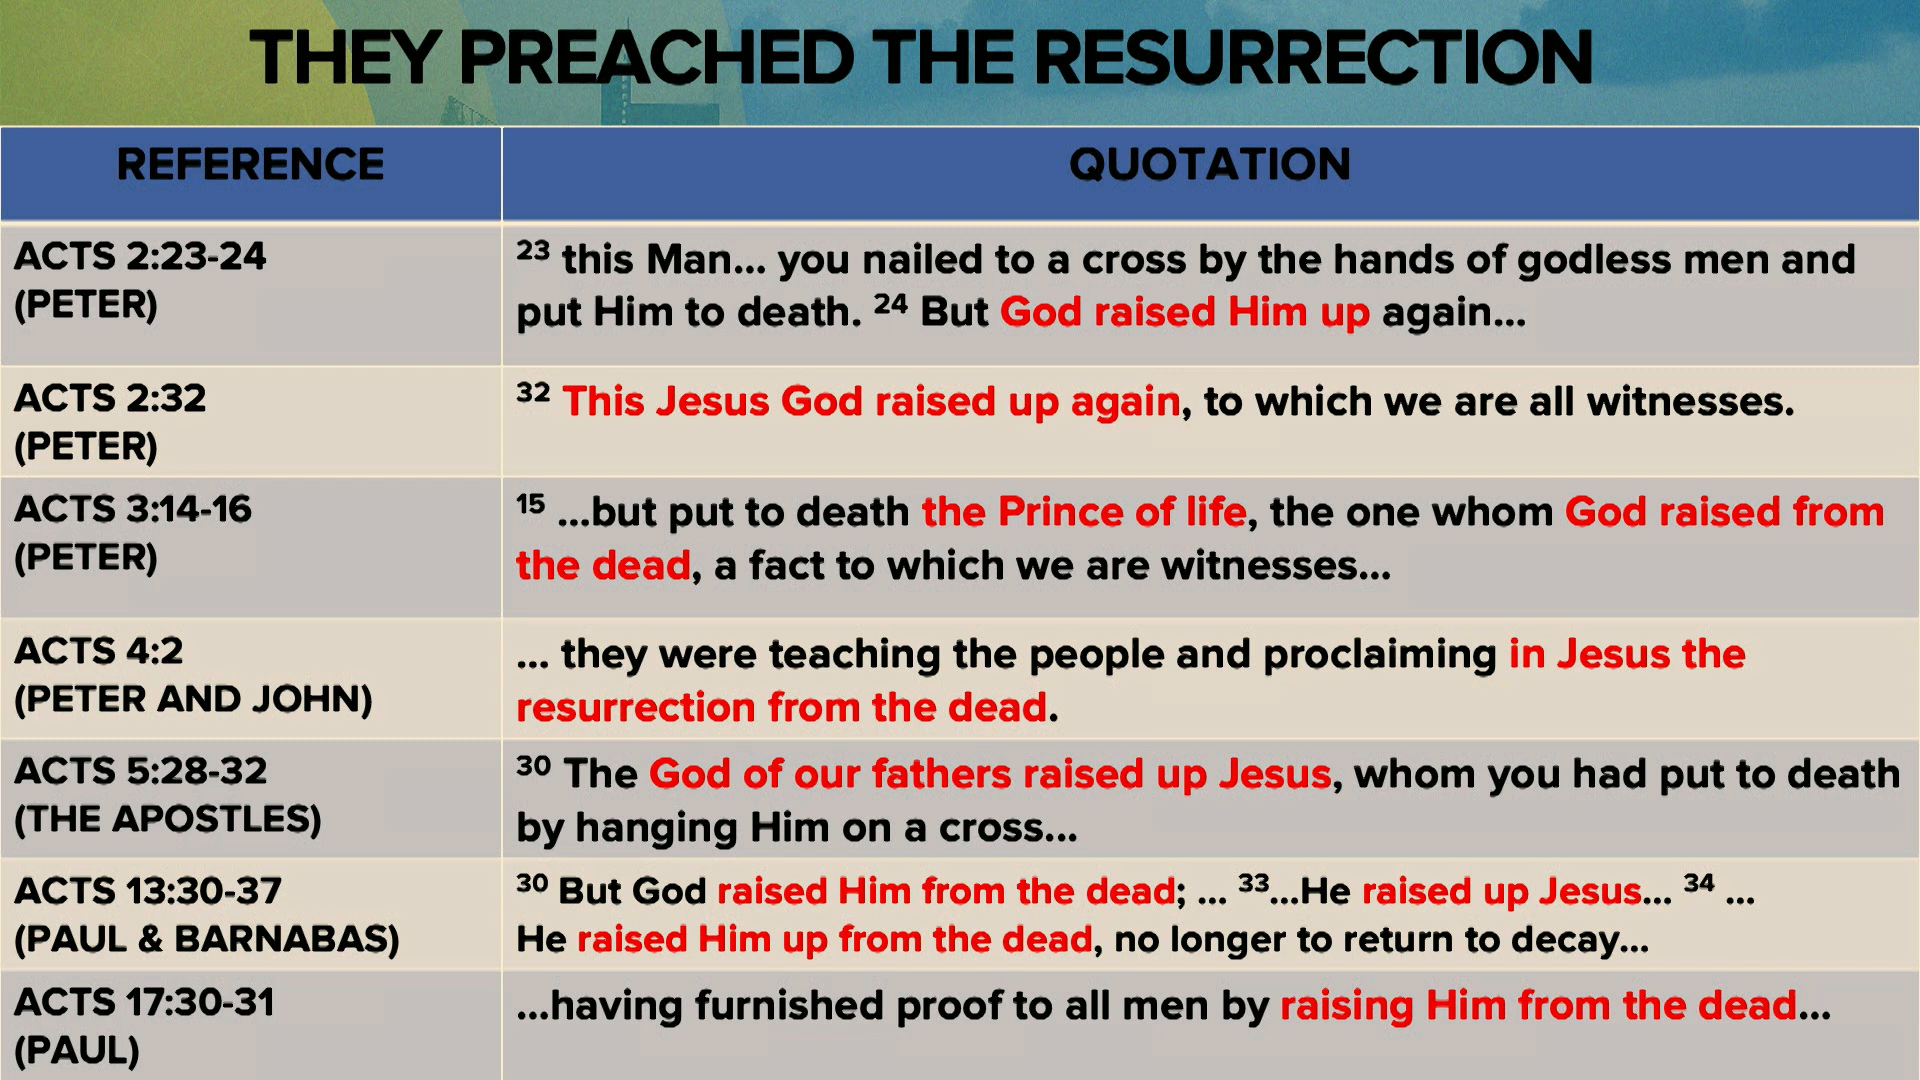 THEY PREACHED THE RESURRECTION
REFERENCE
QUOTATION
ACTS 2:23-24
(PETER)
23 this Man... you nailed to a cross by the hands of godless men and
put Him to death. 24 But God raised Him up again...
ACTS 2:32
(PETER)
32 This Jesus God raised up again, to which we are all witnesses.
ACTS 3:14-16
(PETER)
15 ...but put to death the Prince of life, the one whom God raised from
the dead, a fact to which we are witnesses...
ACTS 4:2
(PETER AND JOHN)
... they were teaching the people and proclaiming in Jesus the
resurrection from the dead.
ACTS 5:28-32
(THE APOSTLES)
30 The God of our fathers raised up Jesus, whom you had put to death
by hanging Him on a cross...
ACTS 13:30-37
(PAUL & BARNABAS)
30 But God raised Him from the dead; ... 33...He raised up Jesus... 34 ...
He raised Him up from the dead, no longer to return to decay...
ACTS 17:30-31
(PAUL)
...having furnished proof to all men by raising Him from the dead...